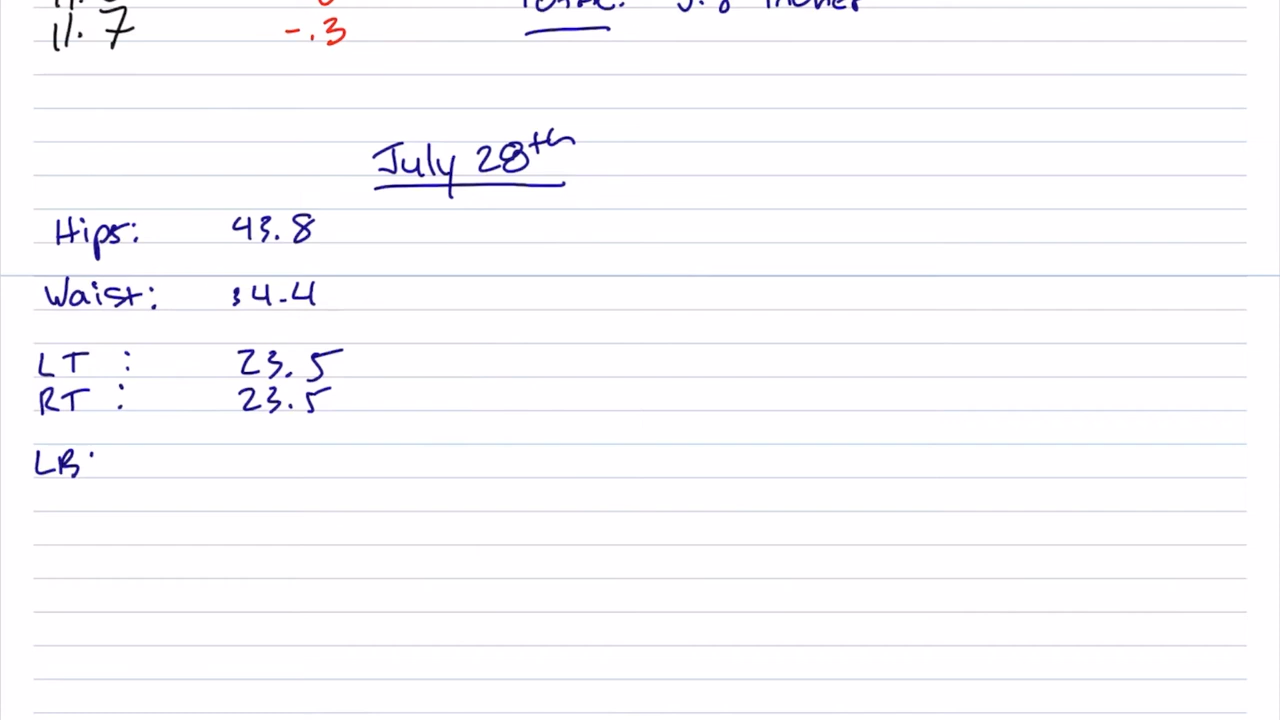 11. 7 -.3
July 28th
Hips: 43.8
Waist: 34.4
LT : 23.5
RT : 23.5
LB